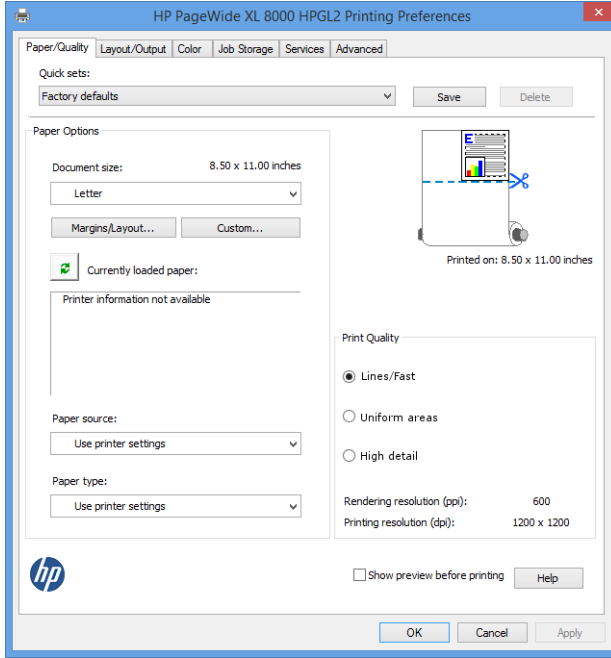 HP PageWide XL 8000 HPGL2 Printing Preferences
Paper/Quality Layout/Output Color Job Storage Services Advanced
Quick sets:
Factory defaults
Save Delete
Paper Options
Document size: 8.50 x 11.00 inches
Letter
Margins/Layout... Custom...
Currently loaded paper:
Printer information not available
Paper source:
Use printer settings
Paper type:
Use printer settings
E
Printed on: 8.50 x 11.00 inches
Print Quality
Lines/Fast
Uniform areas
High detail
Rendering resolution (ppi): 600
Printing resolution (dpi): 1200 x 1200
hp
Show preview before printing Help
OK Cancel Apply